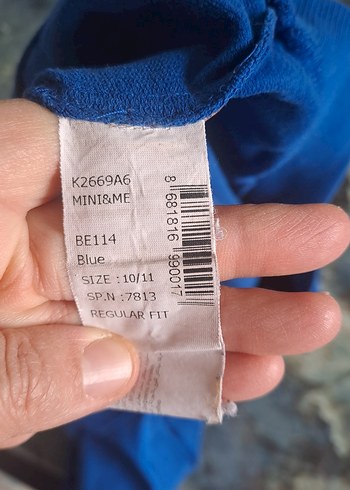 K2669A6
MINI&ME
BE114
Blue
SIZE : 10/11
SP.N : 7813
REGULAR FIT
8 681816 990017